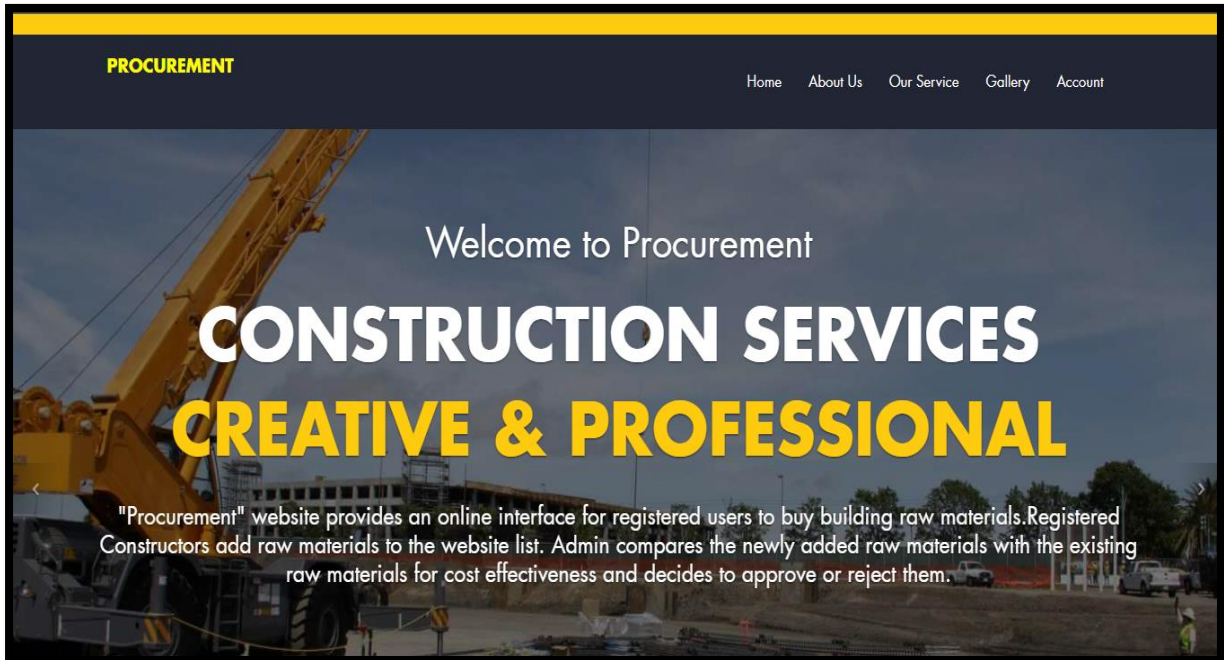 PROCUREMENT
Home About Us Our Service Gallery Account
Welcome to Procurement
CONSTRUCTION SERVICES
CREATIVE & PROFESSIONAL
"Procurement" website provides an online interface for registered users to buy building raw materials.Registered
Constructors add raw materials to the website list. Admin compares the newly added raw materials with the existing
raw materials for cost effectiveness and decides to approve or reject them.